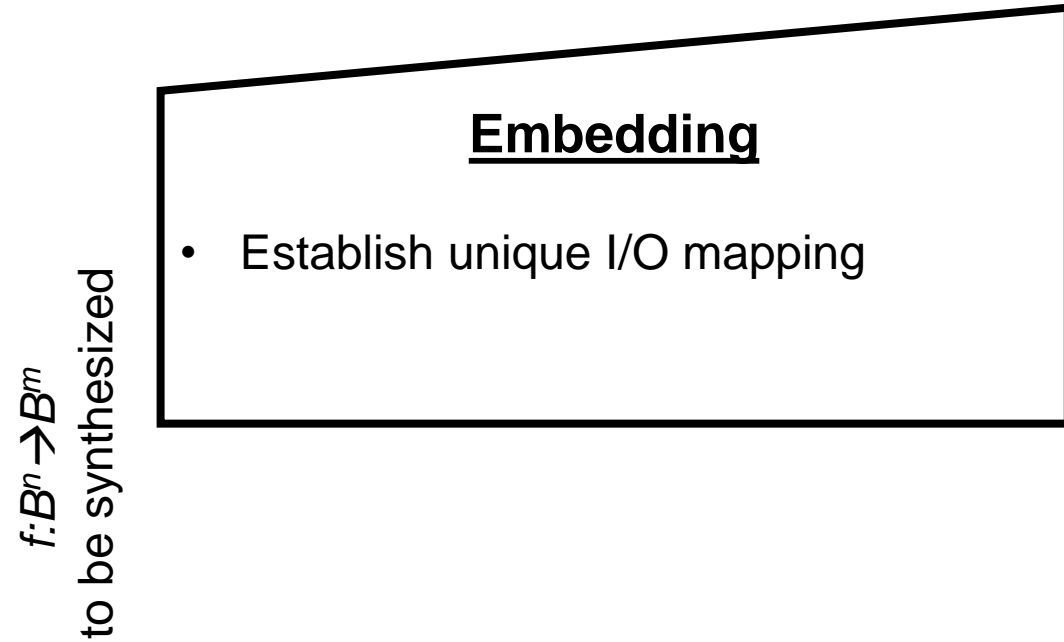 Embedding
• Establish unique I/O mapping
f:Bⁿ→Bᵐ
to be synthesized